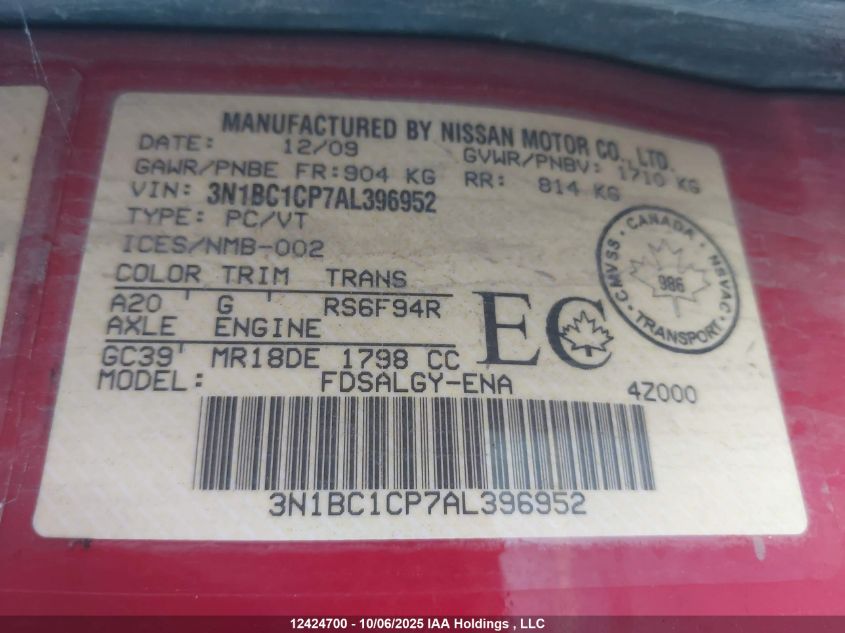 MANUFACTURED BY NISSAN MOTOR CO., LTD.
DATE: 12/09 GVWR/PNBV: 1710 KG
GAWR/PNBE FR:904 KG RR: 814 KG
VIN: 3N1BC1CP7AL396952
TYPE: PC/VT
ICES/NMB-002
COLOR TRIM TRANS
A20 G RS6F94R
AXLE ENGINE
GC39 MR18DE 1798 CC
MODEL: FDSALGY-ENA
EC
CANADA
CMVSS NSVAC
986
TRANSPORT
4Z000
3N1BC1CP7AL396952
12424700 - 10/06/2025 IAA Holdings , LLC